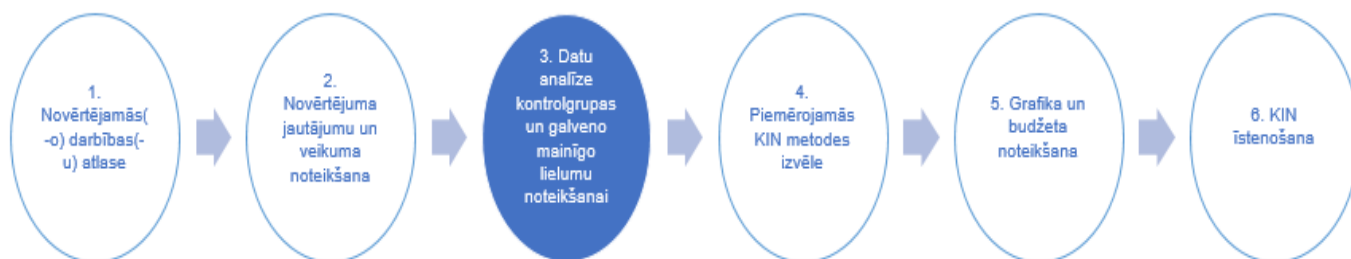 1.
Novērtējamās(
-o) darbības(-
u) atlase
2.
Novērtējuma
jautājumu un
veikuma
noteikšana
3. Datu
analīze
kontrolgrupas
un galveno
mainīgo
lielumu
noteikšanai
4.
Piemērojamās
KIN metodes
izvēle
5. Grafika un
budžeta
noteikšana
6. KIN
īstenošana